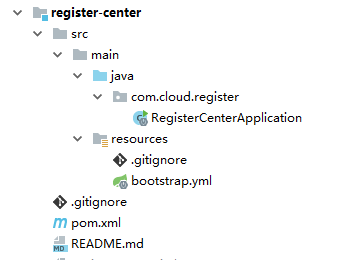 register-center
src
main
java
com.cloud.register
RegisterCenterApplication
resources
.gitignore
bootstrap.yml
.gitignore
pom.xml
README.md